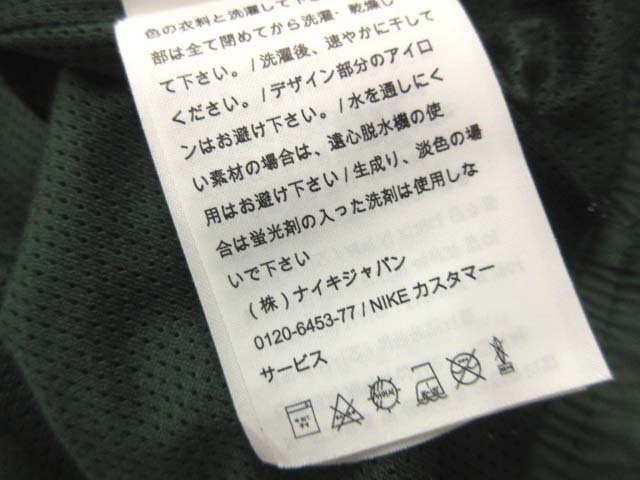 色の衣料と洗濯して下さ
部は全て閉めてから洗濯・乾燥し
て下さい。/ 洗濯後、速やかに干して
ください。/ デザイン部分のアイロ
ンはお避け下さい。/ 水を通しにく
い素材の場合は、遠心脱水機の使
用はお避け下さい / 生成り、淡色の場
合は蛍光剤の入った洗剤は使用しな
いで下さい
(株) ナイキジャパン
0120-6453-77 / NIKE カスタマー
サービス